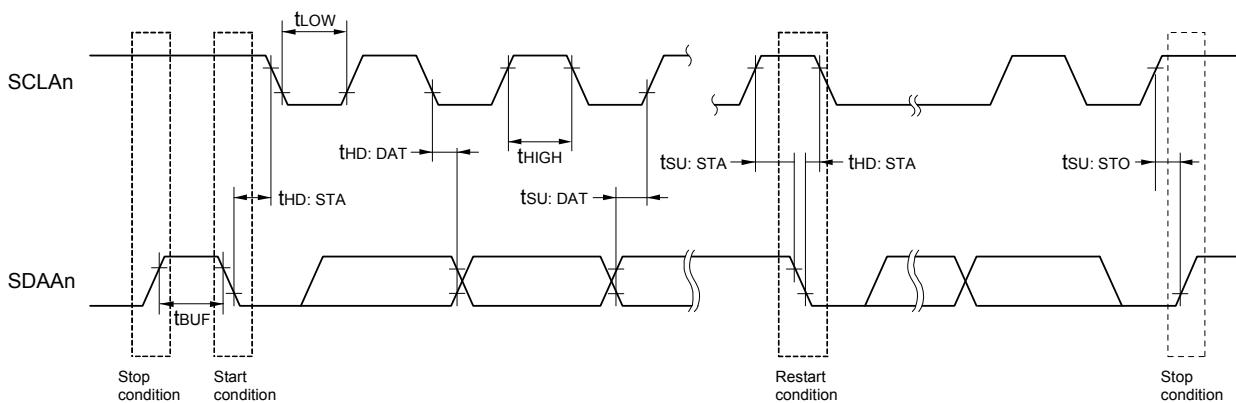 tLOW
SCLAn
tHD: DAT
tHIGH
tSU: STA
tHD: STA
tSU: STO
tHD: STA
tSU: DAT
SDAAn
tBUF
Stop
condition
Start
condition
Restart
condition
Stop
condition